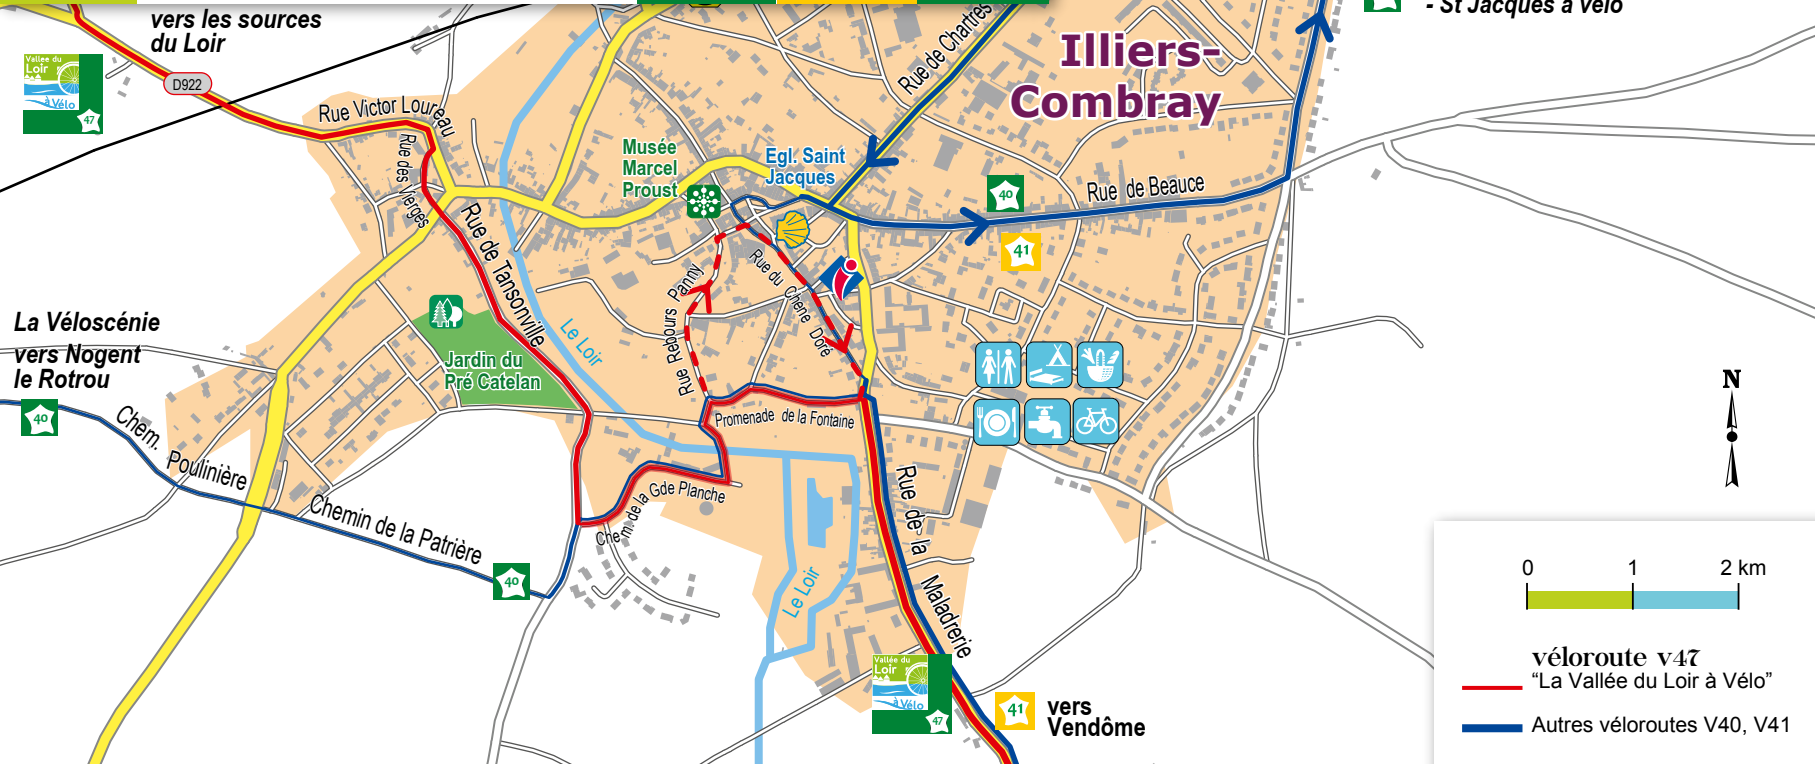 vers les sources
du Loir
- St Jacques à vélo
Vallée du
Loir
à Vélo
47
D922
Rue Victor Loureau
Rue des Vierges
Rue de Chartres
Illiers-
Combray
Musée
Marcel
Proust
Egl. Saint
Jacques
40
Rue de Beauce
41
Rue de Tansonville
Rue Rebours Panny
Rue du Chêne Doré
Le Loir
La Véloscénie
vers Nogent
le Rotrou
40
Jardin du
Pré Catelan
Chem. Poulinière
Promenade de la Fontaine
Chemin de la Patrière
40
Chem. de la Gde Planche
Rue de la Maladrerie
Le Loir
N
0 1 2 km
véloroute v47
“La Vallée du Loir à Vélo”
Autres véloroutes V40, V41
Vallée du
Loir
à Vélo
47
41
vers
Vendôme